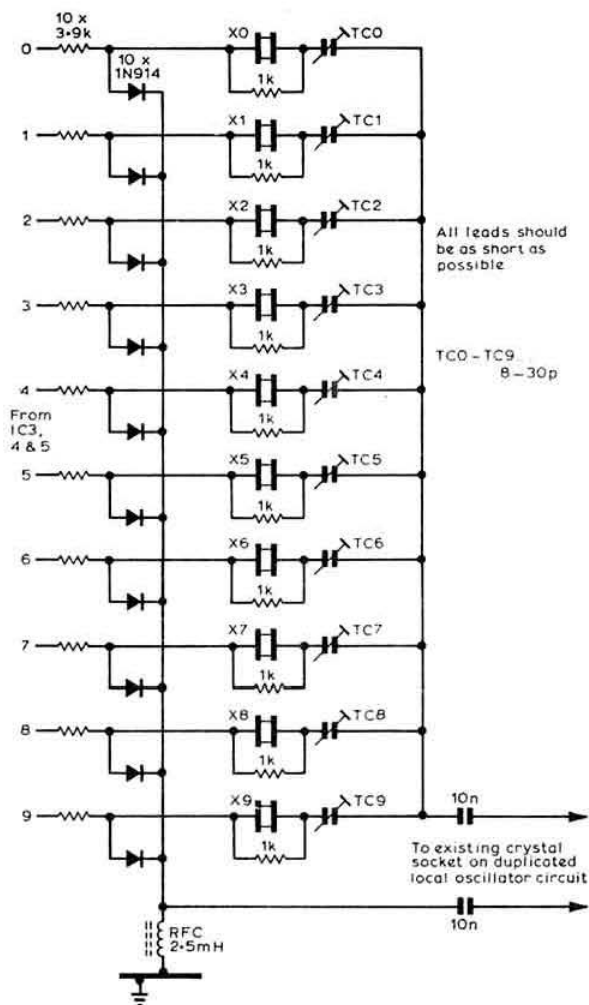 10 x
3·9k
0
10 x
1N914
X0
TC0
1k
1
X1
TC1
1k
2
X2
TC2
1k
All leads should
be as short as
possible
3
X3
TC3
1k
TC0 – TC9
8 – 30p
4
X4
TC4
1k
From
IC3,
4 & 5
5
X5
TC5
1k
6
X6
TC6
1k
7
X7
TC7
1k
8
X8
TC8
1k
9
X9
TC9
1k
10n
To existing crystal
socket on duplicated
local oscillator circuit
10n
RFC
2·5mH